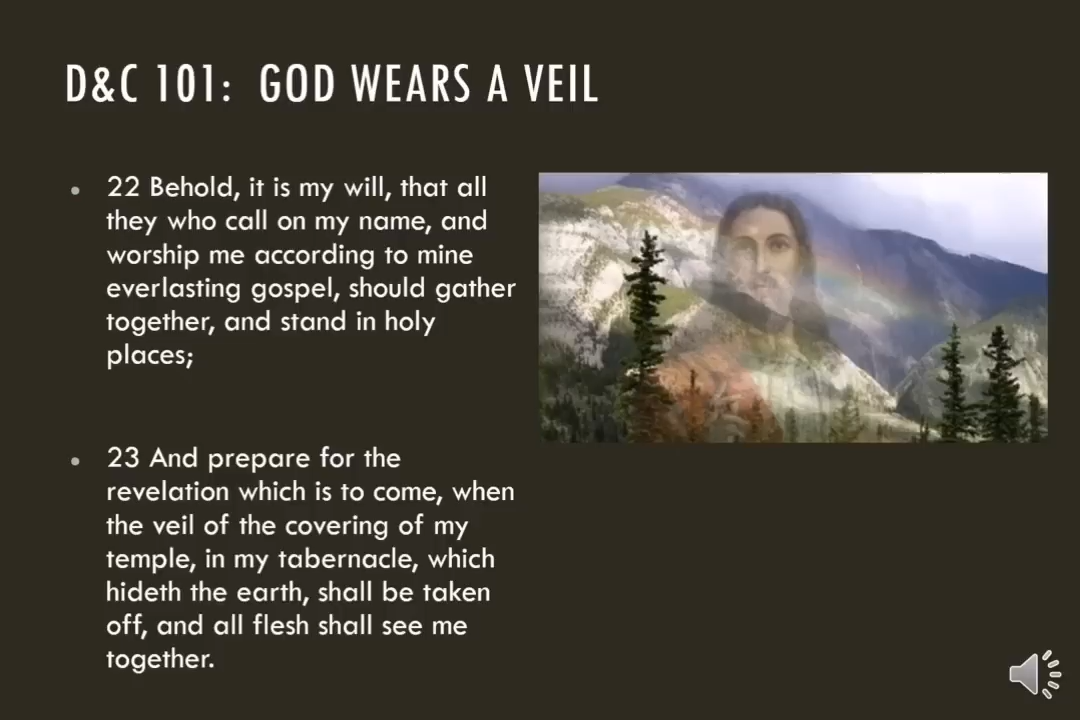 D&C 101: GOD WEARS A VEIL
• 22 Behold, it is my will, that all
they who call on my name, and
worship me according to mine
everlasting gospel, should gather
together, and stand in holy
places;
• 23 And prepare for the
revelation which is to come, when
the veil of the covering of my
temple, in my tabernacle, which
hideth the earth, shall be taken
off, and all flesh shall see me
together.